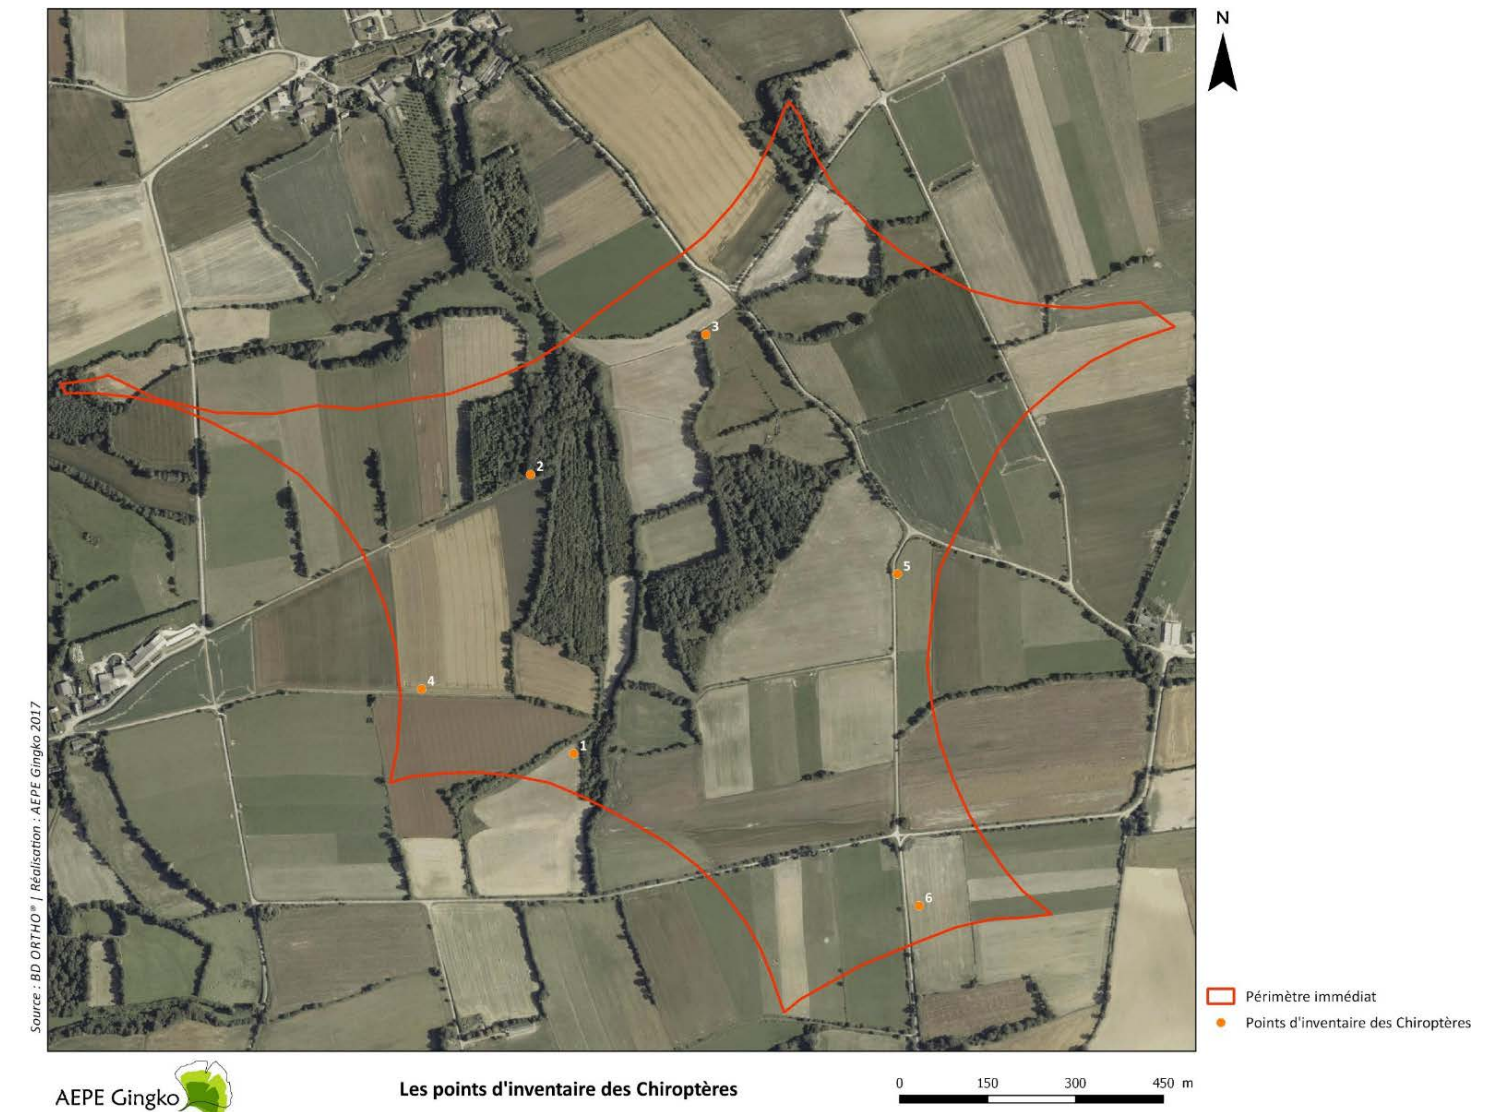 N
3
2
5
4
1
6
Source : BD ORTHO® | Réalisation : AEPE Gingko 2017
Périmètre immédiat
Points d'inventaire des Chiroptères
AEPE Gingko
Les points d'inventaire des Chiroptères
0 150 300 450 m